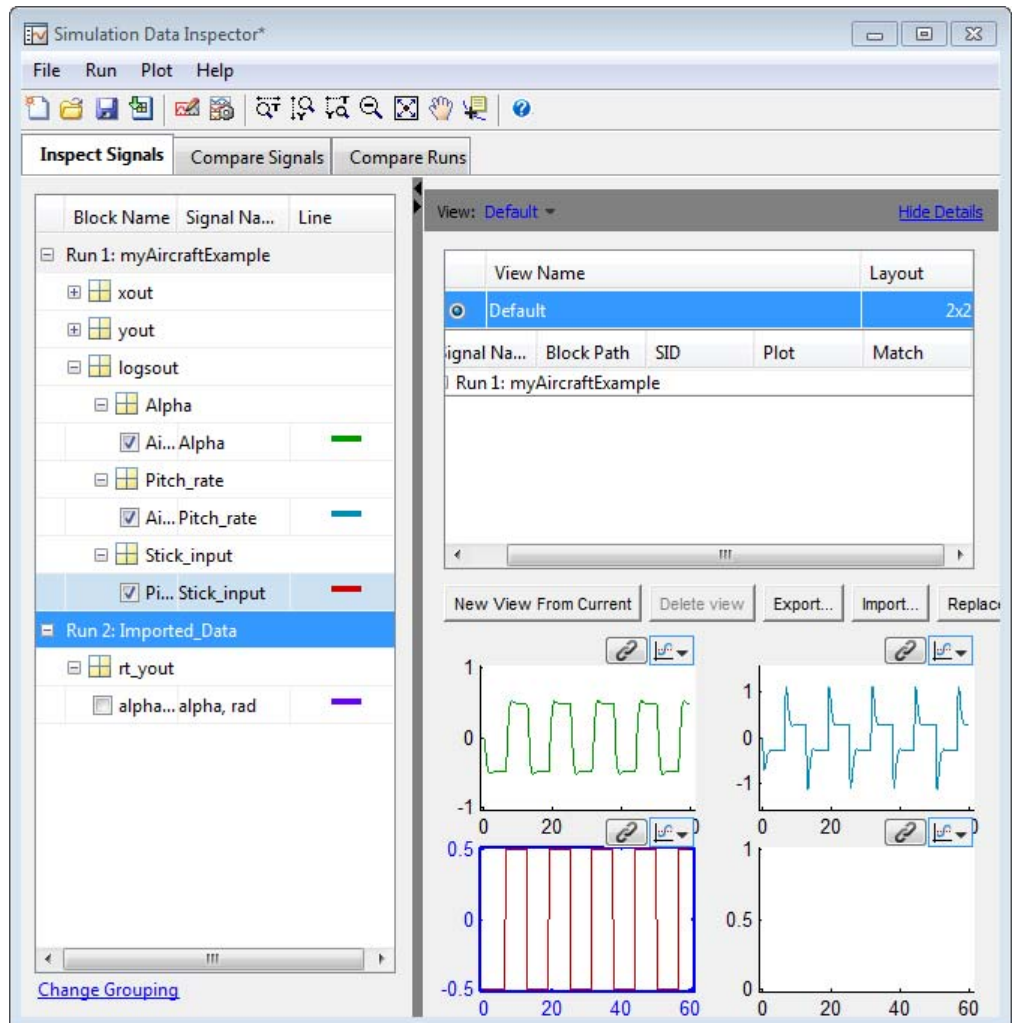 Simulation Data Inspector*
File Run Plot Help
Inspect Signals Compare Signals Compare Runs
Block Name Signal Na... Line
Run 1: myAircraftExample
xout
yout
logsout
Alpha
Ai... Alpha
Pitch_rate
Ai... Pitch_rate
Stick_input
Pi... Stick_input
Run 2: Imported_Data
rt_yout
alpha... alpha, rad
Change Grouping
View: Default Hide Details
View Name Layout
Default 2x2
ignal Na... Block Path SID Plot Match
Run 1: myAircraftExample
New View From Current Delete view Export... Import... Replac
1
0
-1
0 20
1
0
-1
0 20
0.5
0
-0.5
0 20 40 60
1
0.5
0
0 20 40 60